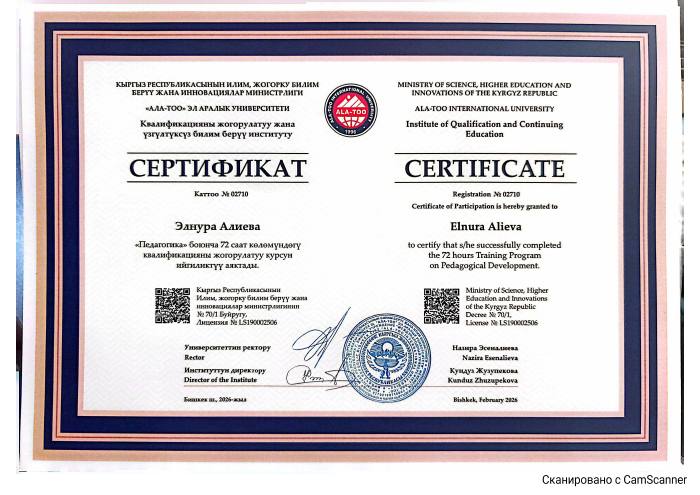 КЫРГЫЗ РЕСПУБЛИКАСЫНЫН ИЛИМ, ЖОГОРКУ БИЛИМ
БЕРҮҮ ЖАНА ИННОВАЦИЯЛАР МИНИСТРЛИГИ
«АЛА-ТОО» ЭЛ АРАЛЫК УНИВЕРСИТЕТИ
Квалификацияны жогорулатуу жана
үзгүлтүксүз билим берүү институту
СЕРТИФИКАТ
Каттоо № 02710
Элнура Алиева
«Педагогика» боюнча 72 саат көлөмүндөгү
квалификацияны жогорулатуу курсун
ийгиликтүү аяктады.
Кыргыз Республикасынын
Илим, жогорку билим берүү жана
инновациялар министрлигинин
№ 70/1 Буйругу,
Лицензия № LS190002506
ALA-TOO INTERNATIONAL UNIVERSITY
ALA-TOO
1996
MINISTRY OF SCIENCE, HIGHER EDUCATION AND
INNOVATIONS OF THE KYRGYZ REPUBLIC
ALA-TOO INTERNATIONAL UNIVERSITY
Institute of Qualification and Continuing
Education
CERTIFICATE
Registration № 02710
Certificate of Participation is hereby granted to
Elnura Alieva
to certify that s/he successfully completed
the 72 hours Training Program
on Pedagogical Development.
Ministry of Science, Higher
Education and Innovations
of the Kyrgyz Republic
Decree № 70/1,
License № LS190002506
Университеттин ректору
Rector
Назира Эсеналиева
Nazira Esenalieva
Институттун директору
Director of the Institute
Кундуз Жузупекова
Kunduz Zhuzupekova
Бишкек ш., 2026-жыл
Bishkek, February 2026
Сканировано с CamScanner